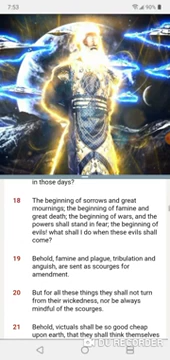 7:53
90%
in those days?
18 The beginning of sorrows and great
mournings; the beginning of famine and
great death; the beginning of wars, and the
powers shall stand in fear; the beginning of
evils! what shall I do when these evils shall
come?
19 Behold, famine and plague, tribulation and
anguish, are sent as scourges for
amendment.
20 But for all these things they shall not turn
from their wickedness, nor be always
mindful of the scourges.
21 Behold, victuals shall be so good cheap
upon earth, that they shall think themselves
DU RECORDER